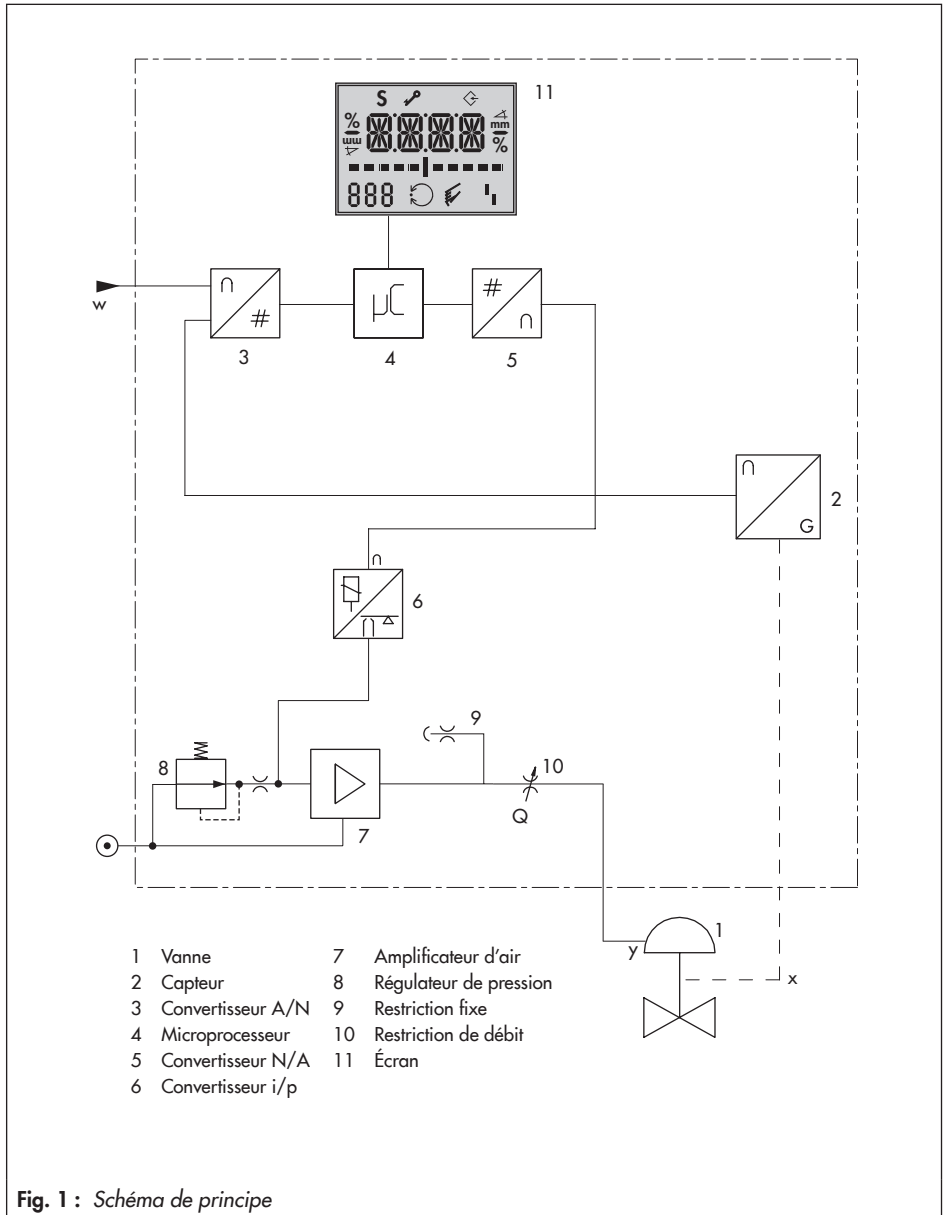 11
S
% mm
mm %
888
w
∩ #
3
µC
4
# ∩
5
∩
G
2
∩
6
∩
8
9
10
Q
7
1
y
x
1 Vanne
2 Capteur
3 Convertisseur A/N
4 Microprocesseur
5 Convertisseur N/A
6 Convertisseur i/p
7 Amplificateur d'air
8 Régulateur de pression
9 Restriction fixe
10 Restriction de débit
11 Écran
Fig. 1 : Schéma de principe